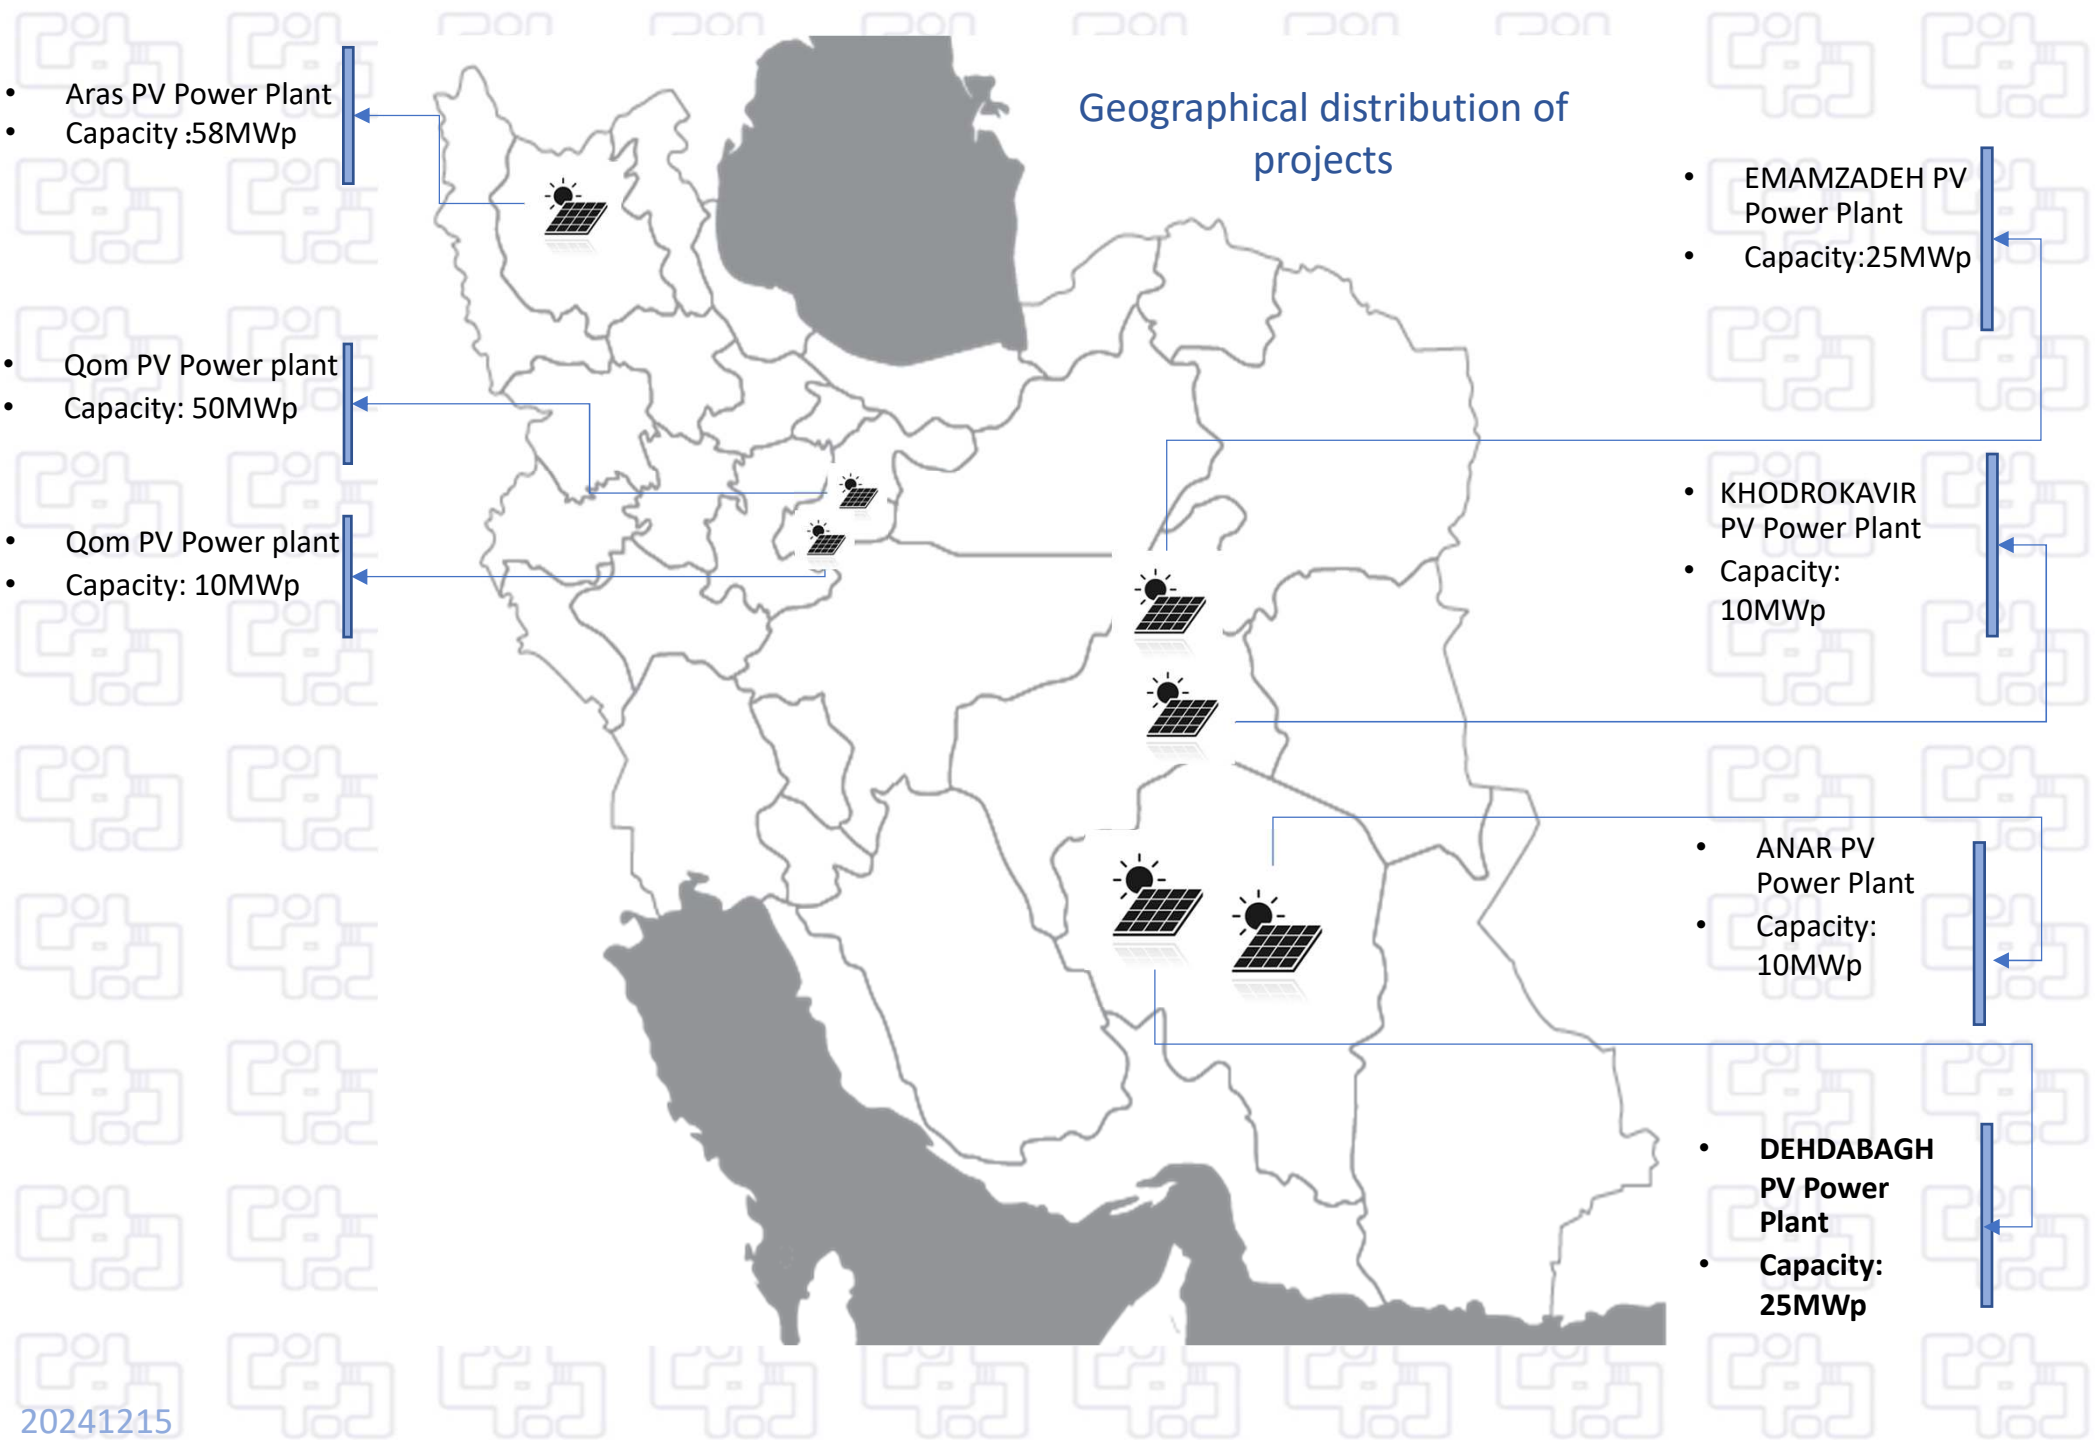 Geographical distribution of
projects
Aras PV Power Plant
Capacity :58MWp
Qom PV Power plant
Capacity: 50MWp
Qom PV Power plant
Capacity: 10MWp
EMAMZADEH PV
Power Plant
Capacity:25MWp
KHODROKAVIR
PV Power Plant
Capacity:
10MWp
ANAR PV
Power Plant
Capacity:
10MWp
DEHDABAGH
PV Power
Plant
Capacity:
25MWp
20241215